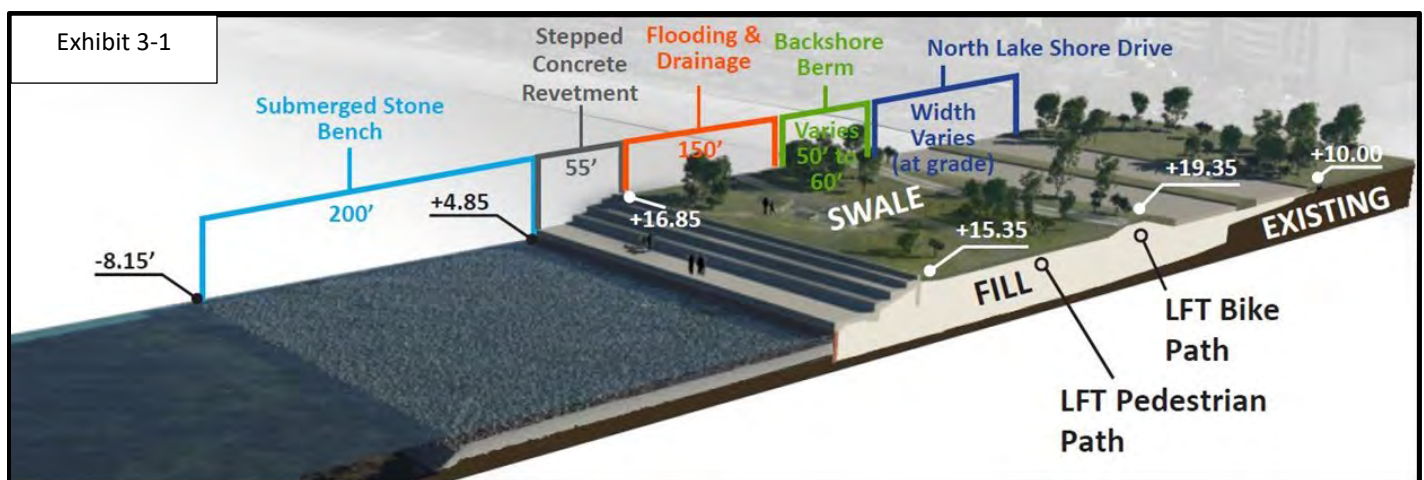 Exhibit 3-1
Stepped
Concrete
Revetment
Flooding &
Drainage
Backshore
Berm
North Lake Shore Drive
Submerged Stone
Bench
Width
Varies
(at grade)
Varies
50' to
60'
150'
55'
200'
+10.00
+19.35
+4.85
+16.85
SWALE
+15.35
EXISTING
-8.15'
FILL
LFT Bike
Path
LFT Pedestrian
Path